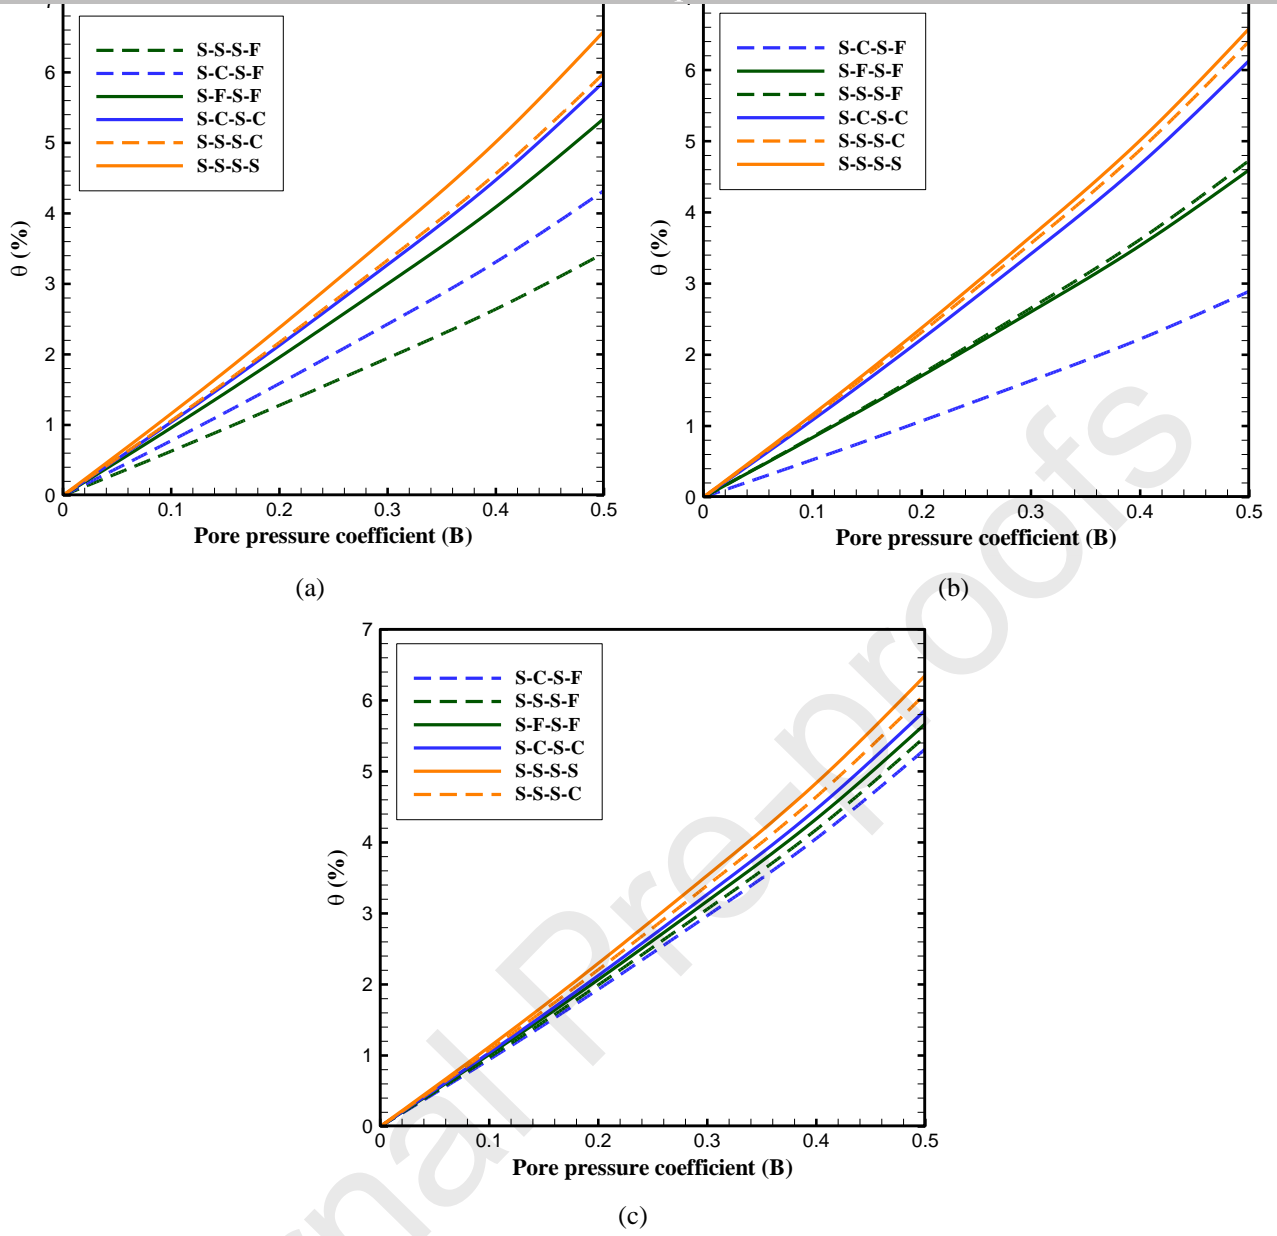 7
S-S-S-F
S-C-S-F
S-F-S-F
S-C-S-C
S-S-S-C
S-S-S-S
6
5
4
3
2
1
0
θ (%)
0 0.1 0.2 0.3 0.4 0.5
Pore pressure coefficient (B)
(a)
7
S-C-S-F
S-F-S-F
S-S-S-F
S-C-S-C
S-S-S-C
S-S-S-S
6
5
4
3
2
1
0
θ (%)
0 0.1 0.2 0.3 0.4 0.5
Pore pressure coefficient (B)
(b)
7
S-C-S-F
S-S-S-F
S-F-S-F
S-C-S-C
S-S-S-S
S-S-S-C
6
5
4
3
2
1
0
θ (%)
0 0.1 0.2 0.3 0.4 0.5
Pore pressure coefficient (B)
(c)
rnal Pre-proofs